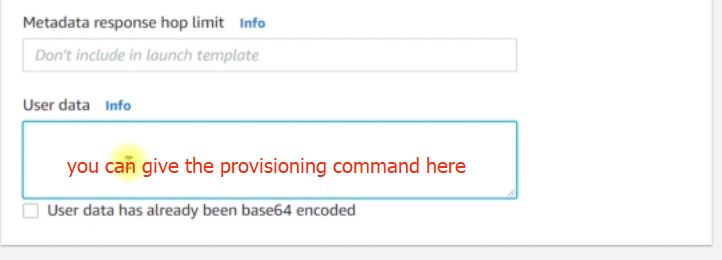 Metadata response hop limit Info
Don't include in launch template
User data Info
you can give the provisioning command here
User data has already been base64 encoded